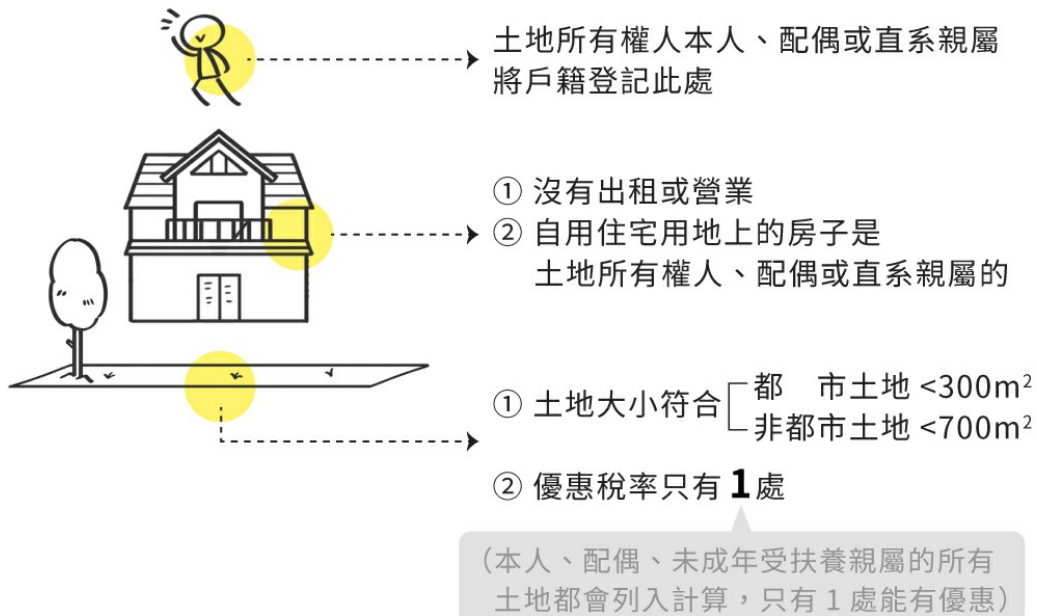 土地所有權人本人、配偶或直系親屬
將戶籍登記此處
① 沒有出租或營業
② 自用住宅用地上的房子是
土地所有權人、配偶或直系親屬的
① 土地大小符合
都　市土地 <300m²
非都市土地 <700m²
② 優惠稅率只有 1 處
（本人、配偶、未成年受扶養親屬的所有
土地都會列入計算，只有 1 處能有優惠）